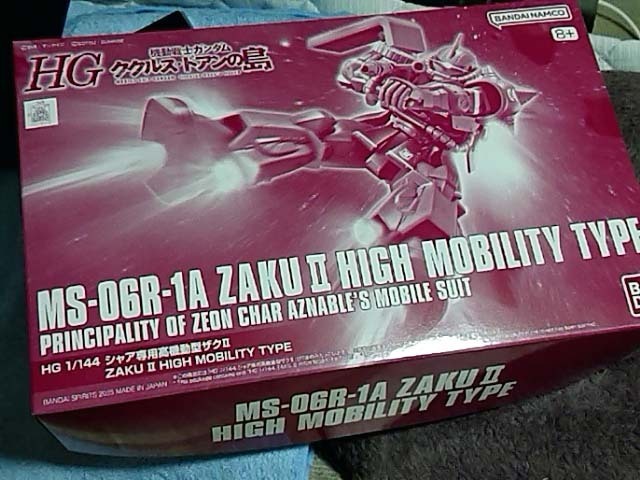 BANDAI NAMCO
8+
HG
機動戦士ガンダム
ククルス・ドアンの島
MS-06R-1A ZAKU II HIGH MOBILITY TYPE
PRINCIPALITY OF ZEON CHAR AZNABLE'S MOBILE SUIT
HG 1/144 シャア専用高機動型ザクII
ZAKU II HIGH MOBILITY TYPE
BANDAI SPIRITS 2025 MADE IN JAPAN
MS-06R-1A ZAKU II
HIGH MOBILITY TYPE